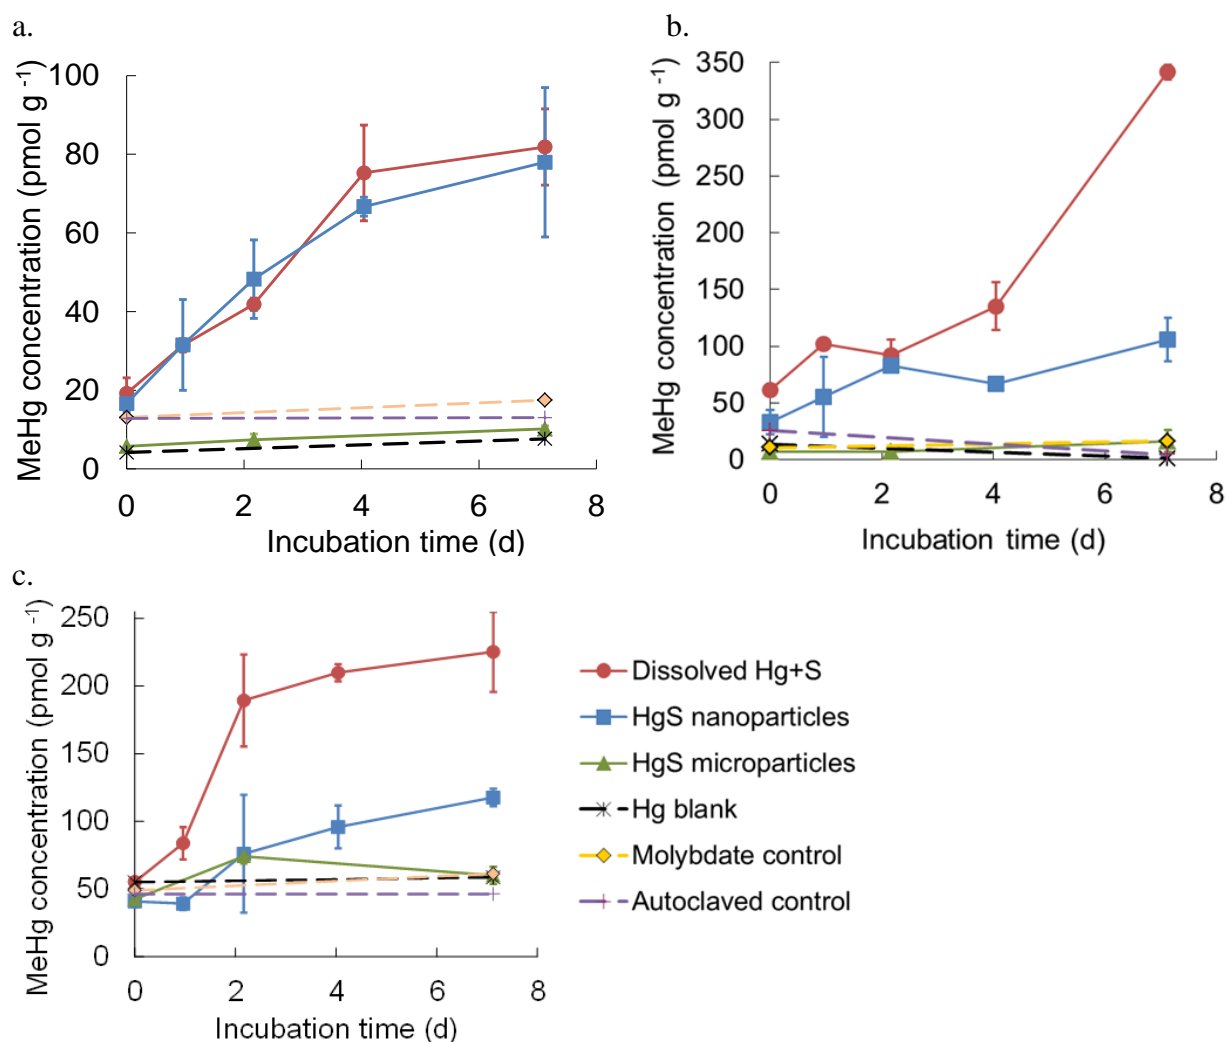 a.
MeHg concentration (pmol g -1)
100
80
60
40
20
0
0 2 4 6 8
Incubation time (d)
b.
MeHg concentration (pmol g -1)
350
300
250
200
150
100
50
0
0 2 4 6 8
Incubation time (d)
c.
MeHg concentration (pmol g -1)
250
200
150
100
50
0
0 2 4 6 8
Incubation time (d)
Dissolved Hg+S
HgS nanoparticles
HgS microparticles
Hg blank
Molybdate control
Autoclaved control